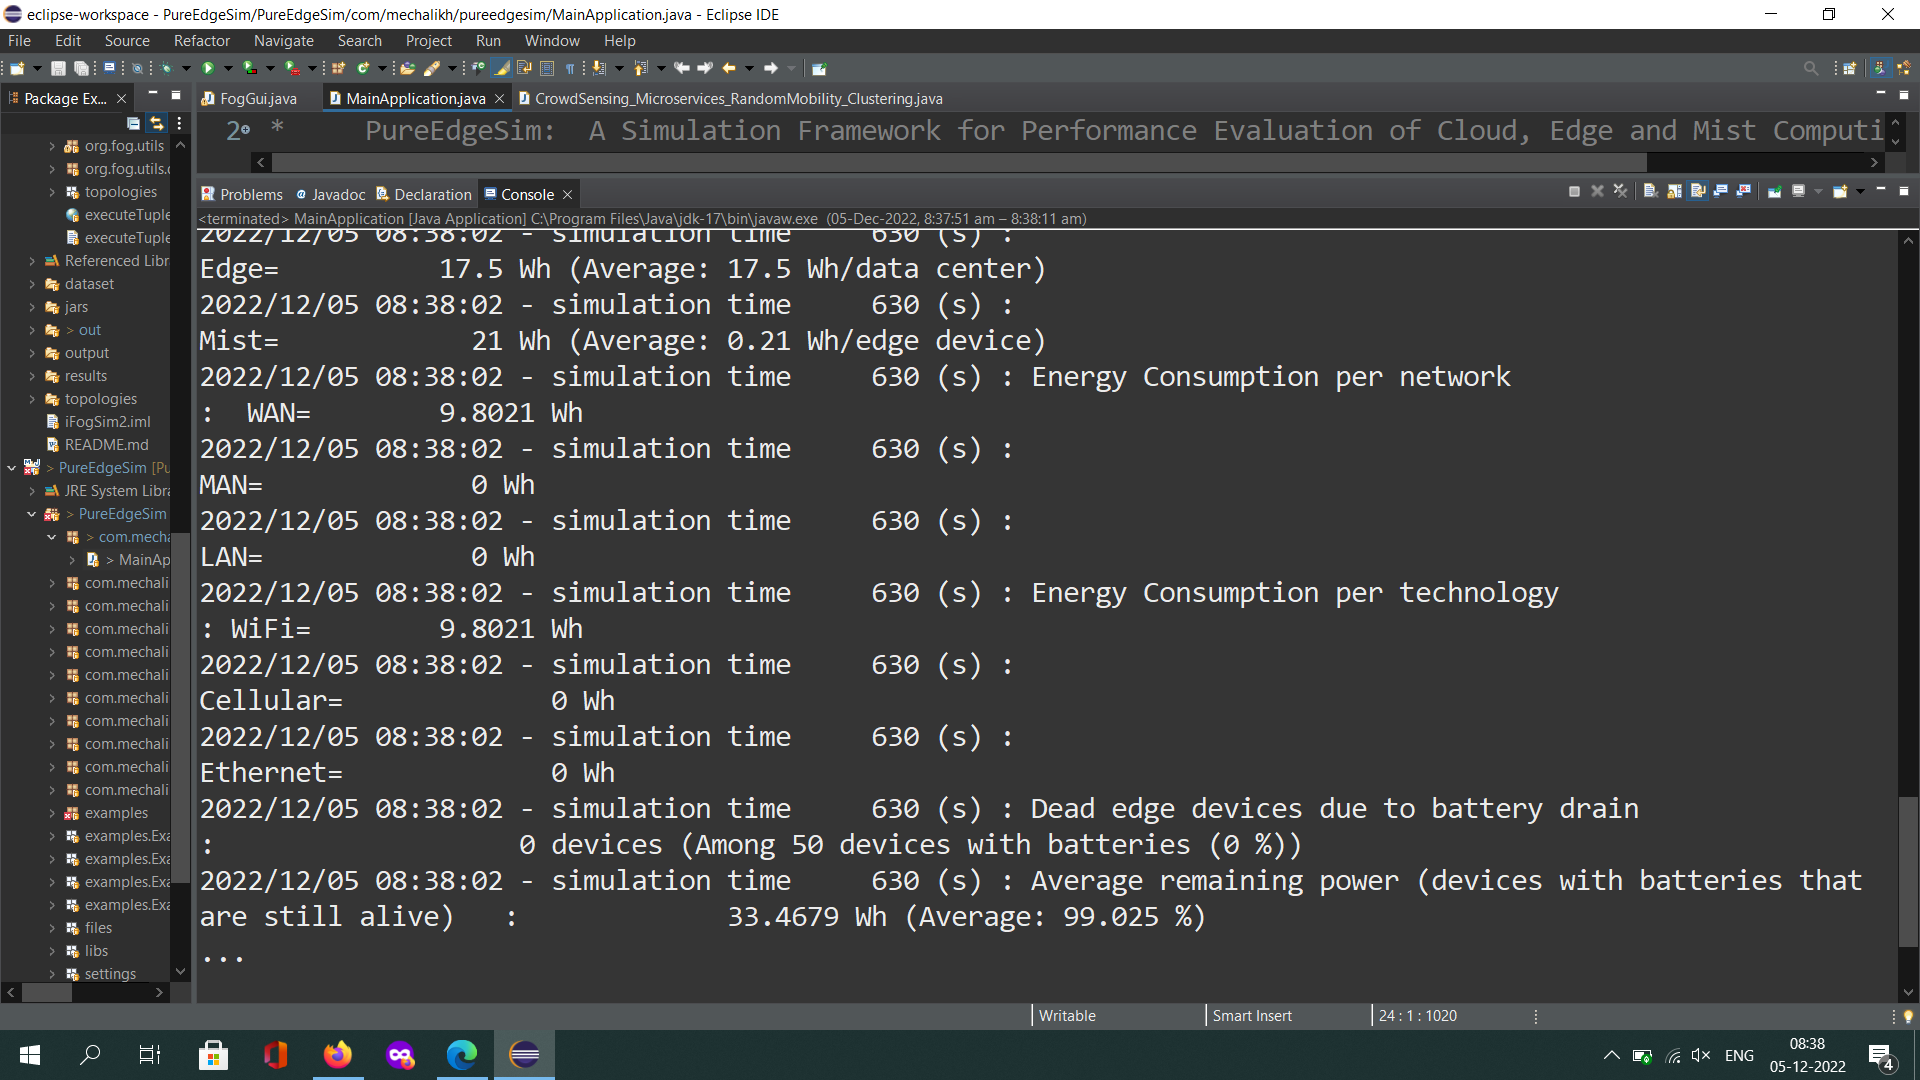 eclipse-workspace - PureEdgeSim/PureEdgeSim/com/mechalikh/pureedgesim/MainApplication.java - Eclipse IDE
File Edit Source Refactor Navigate Search Project Run Window Help
Package Ex...
FogGui.java MainApplication.java CrowdSensing_Microservices_RandomMobility_Clustering.java
2 * PureEdgeSim: A Simulation Framework for Performance Evaluation of Cloud, Edge and Mist Computi
org.fog.utils
org.fog.utils.
topologies
executeTuple
executeTuple
Referenced Libr
dataset
jars
> out
output
results
topologies
iFogSim2.iml
README.md
> PureEdgeSim [Pu
JRE System Libra
> PureEdgeSim
> com.mecha
> MainAp
com.mechali
com.mechali
com.mechali
com.mechali
com.mechali
com.mechali
com.mechali
com.mechali
com.mechali
com.mechali
examples
examples.Exa
examples.Exa
examples.Exa
examples.Exa
files
libs
settings
Problems Javadoc Declaration Console
<terminated> MainApplication [Java Application] C:\Program Files\Java\jdk-17\bin\javaw.exe (05-Dec-2022, 8:37:51 am – 8:38:11 am)
2022/12/05 08:38:02 - simulation time 630 (s) :
Edge= 17.5 Wh (Average: 17.5 Wh/data center)
2022/12/05 08:38:02 - simulation time 630 (s) :
Mist= 21 Wh (Average: 0.21 Wh/edge device)
2022/12/05 08:38:02 - simulation time 630 (s) : Energy Consumption per network
: WAN= 9.8021 Wh
2022/12/05 08:38:02 - simulation time 630 (s) :
MAN= 0 Wh
2022/12/05 08:38:02 - simulation time 630 (s) :
LAN= 0 Wh
2022/12/05 08:38:02 - simulation time 630 (s) : Energy Consumption per technology
: WiFi= 9.8021 Wh
2022/12/05 08:38:02 - simulation time 630 (s) :
Cellular= 0 Wh
2022/12/05 08:38:02 - simulation time 630 (s) :
Ethernet= 0 Wh
2022/12/05 08:38:02 - simulation time 630 (s) : Dead edge devices due to battery drain
: 0 devices (Among 50 devices with batteries (0 %))
2022/12/05 08:38:02 - simulation time 630 (s) : Average remaining power (devices with batteries that
are still alive) : 33.4679 Wh (Average: 99.025 %)
...
Writable Smart Insert 24 : 1 : 1020
ENG
08:38
05-12-2022
4